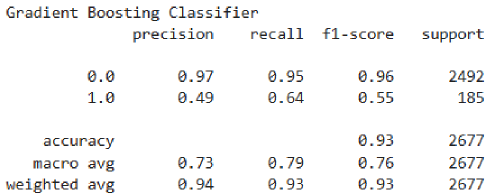 Gradient Boosting Classifier
precision recall f1-score support
0.0 0.97 0.95 0.96 2492
1.0 0.49 0.64 0.55 185
accuracy 0.93 2677
macro avg 0.73 0.79 0.76 2677
weighted avg 0.94 0.93 0.93 2677